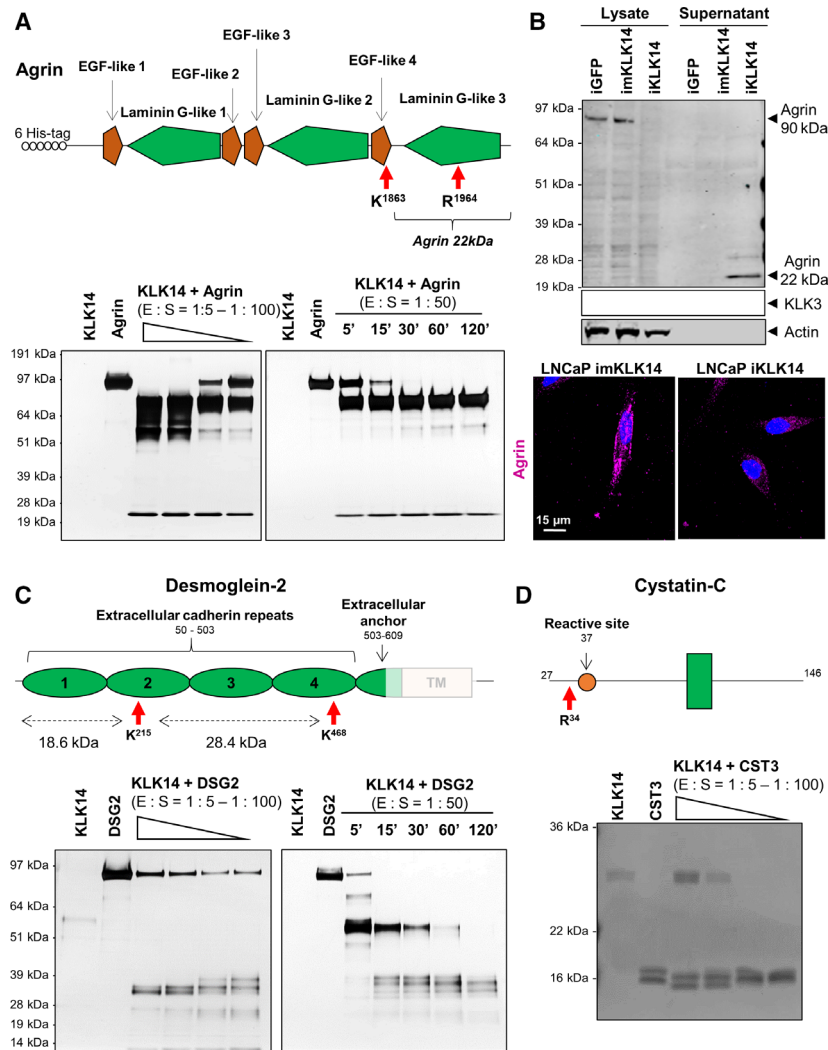 A
Agrin
EGF-like 1
EGF-like 2
EGF-like 3
EGF-like 4
Laminin G-like 1
Laminin G-like 2
Laminin G-like 3
6 His-tag
K1863
R1964
Agrin 22kDa
KLK14
Agrin
KLK14 + Agrin
(E : S = 1:5 – 1 : 100)
KLK14
Agrin
KLK14 + Agrin
(E : S = 1 : 50)
5’ 15’ 30’ 60’ 120’
191 kDa
97 kDa
64 kDa
51 kDa
39 kDa
28 kDa
19 kDa
B
Lysate
Supernatant
iGFP
imKLK14
iKLK14
iGFP
imKLK14
iKLK14
97 kDa
64 kDa
51 kDa
39 kDa
28 kDa
19 kDa
Agrin
90 kDa
Agrin
22 kDa
KLK3
Actin
LNCaP imKLK14
LNCaP iKLK14
Agrin
15 µm
C
Desmoglein-2
Extracellular cadherin repeats
50 - 503
Extracellular
anchor
503-609
1 2 3 4 TM
K215
K468
18.6 kDa
28.4 kDa
KLK14
DSG2
KLK14 + DSG2
(E : S = 1 : 5 – 1 : 100)
KLK14
DSG2
KLK14 + DSG2
(E : S = 1 : 50)
5’ 15’ 30’ 60’ 120’
97 kDa
64 kDa
51 kDa
39 kDa
28 kDa
19 kDa
14 kDa
D
Cystatin-C
Reactive site
37
27
146
R34
KLK14
CST3
KLK14 + CST3
(E : S = 1 : 5 – 1 : 100)
36 kDa
22 kDa
16 kDa